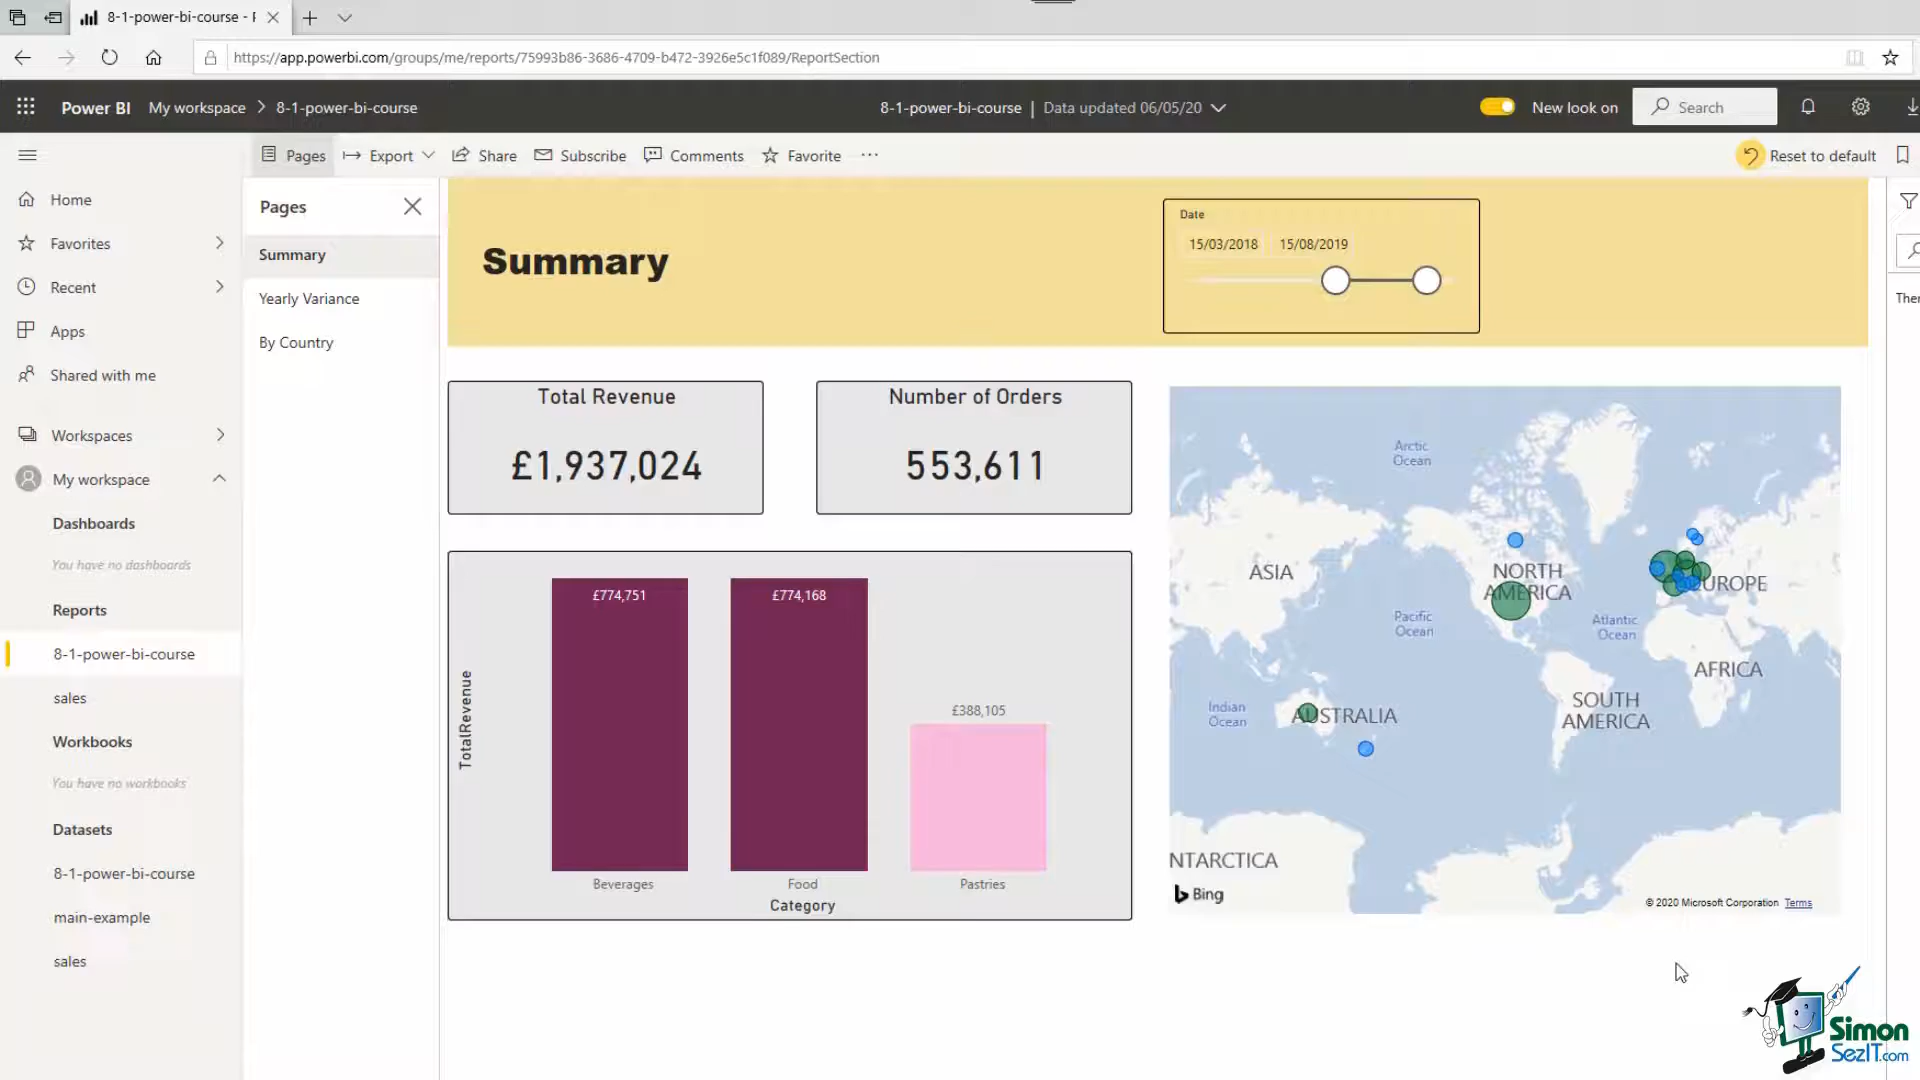 8-1-power-bi-course - F
https://app.powerbi.com/groups/me/reports/75993b86-3686-4709-b472-3926e5c1f089/ReportSection
Power BI My workspace > 8-1-power-bi-course
8-1-power-bi-course | Data updated 06/05/20
New look on
Search
Pages Export Share Subscribe Comments Favorite ...
Reset to default
Home
Favorites
Recent
Apps
Shared with me
Workspaces
My workspace
Dashboards
You have no dashboards
Reports
8-1-power-bi-course
sales
Workbooks
You have no workbooks
Datasets
8-1-power-bi-course
main-example
sales
Pages
Summary
Yearly Variance
By Country
Summary
Date
15/03/2018 15/08/2019
Total Revenue
£1,937,024
Number of Orders
553,611
TotalRevenue
£774,751
£774,168
£388,105
Beverages
Food
Pastries
Category
Arctic
Ocean
ASIA
NORTH
AMERICA
EUROPE
Pacific
Ocean
Atlantic
Ocean
AFRICA
Indian
Ocean
AUSTRALIA
SOUTH
AMERICA
NTARCTICA
Bing
© 2020 Microsoft Corporation Terms
Ther
Simon
SezIT.com